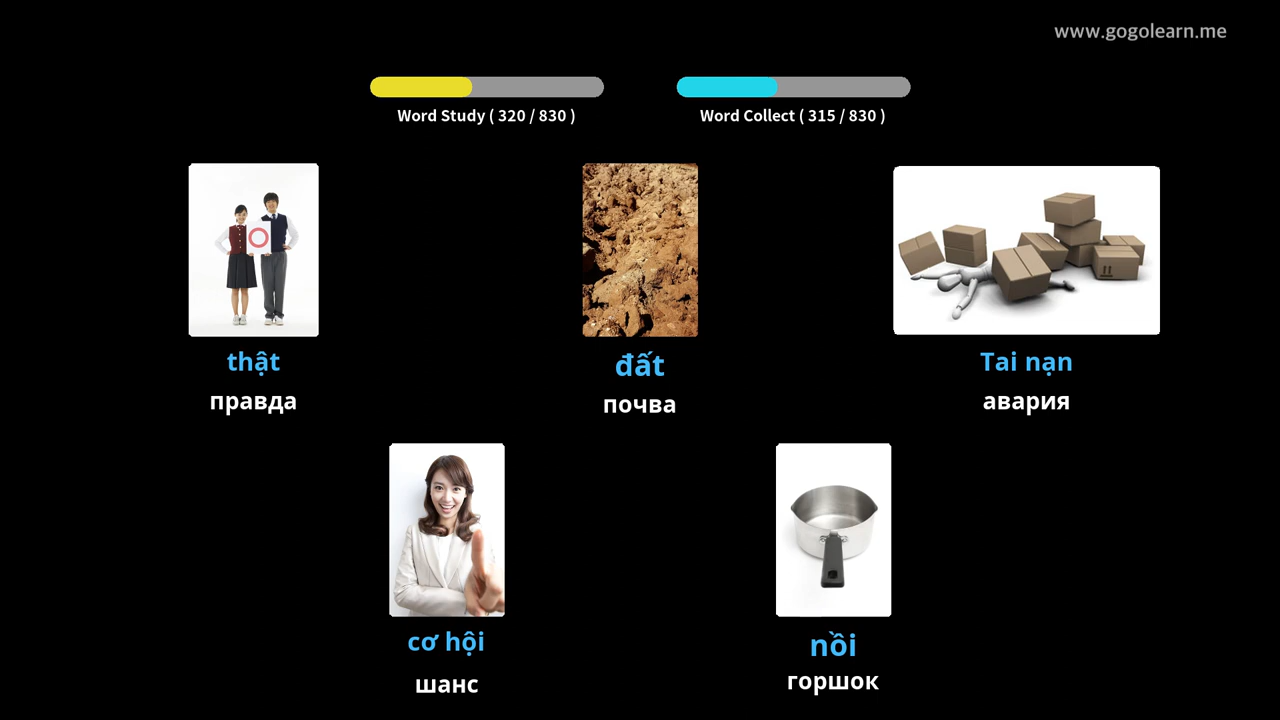 www.gogolearn.me
Word Study ( 320 / 830 )
Word Collect ( 315 / 830 )
thật
правда
đất
почва
Tai nạn
авария
cơ hội
шанс
nồi
горшок